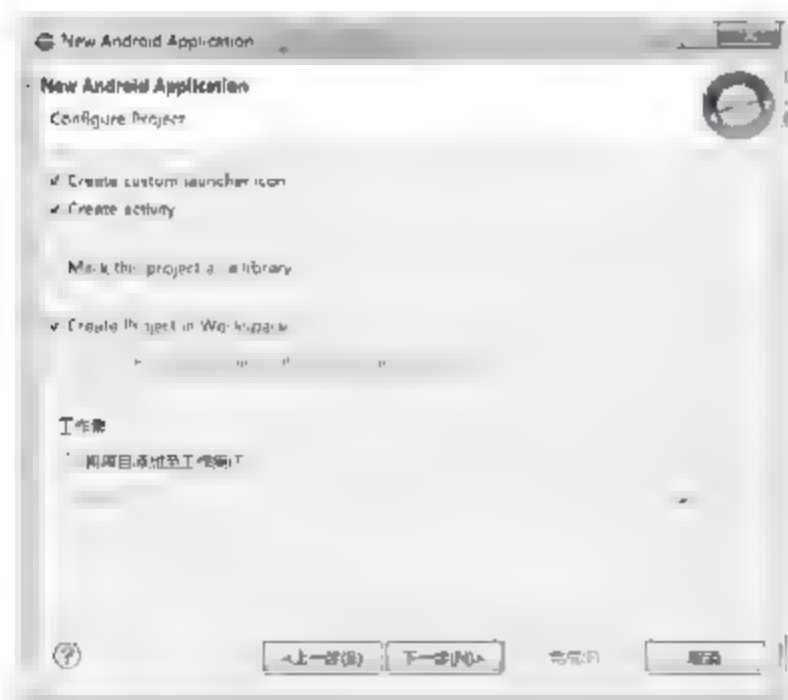 New Android Application
New Android Application
Configure Project
Create custom launcher icon
Create activity
Mark this project as a library
Create Project in Workspace
工作集
将项目添加到工作集(T)
<上一步(B)
下一步(N)>
完成(F)
取消